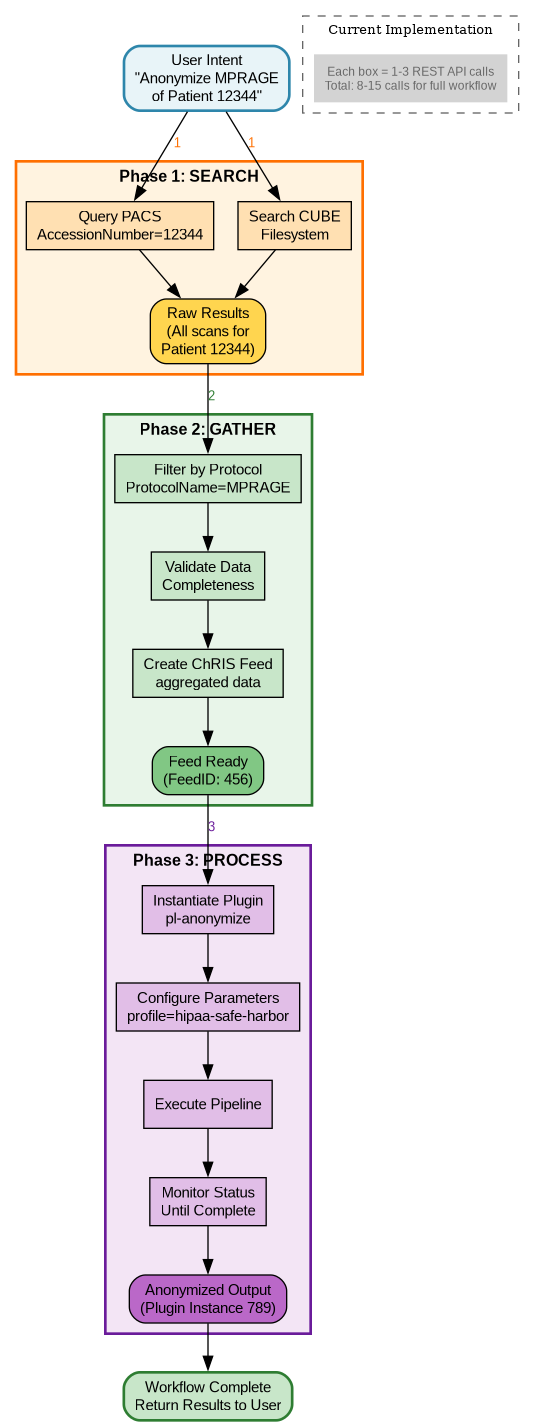 Current Implementation
Each box = 1-3 REST API calls
Total: 8-15 calls for full workflow
User Intent
"Anonymize MPRAGE
of Patient 12344"
1
1
Phase 1: SEARCH
Query PACS
AccessionNumber=12344
Search CUBE
Filesystem
Raw Results
(All scans for
Patient 12344)
2
Phase 2: GATHER
Filter by Protocol
ProtocolName=MPRAGE
Validate Data
Completeness
Create ChRIS Feed
aggregated data
Feed Ready
(FeedID: 456)
3
Phase 3: PROCESS
Instantiate Plugin
pl-anonymize
Configure Parameters
profile=hipaa-safe-harbor
Execute Pipeline
Monitor Status
Until Complete
Anonymized Output
(Plugin Instance 789)
Workflow Complete
Return Results to User